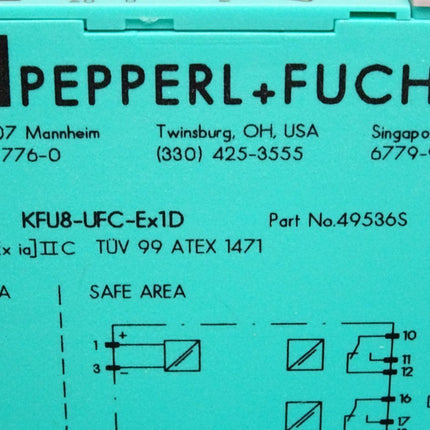 PEPPERL+FUCH
07 Mannheim Twinsburg, OH, USA Singapo
776-0 (330) 425-3555 6779-9
KFU8-UFC-Ex1D Part No.49536S
x ia]IIC TÜV 99 ATEX 1471
A SAFE AREA
+
1 10
3 11
- 12
16
17